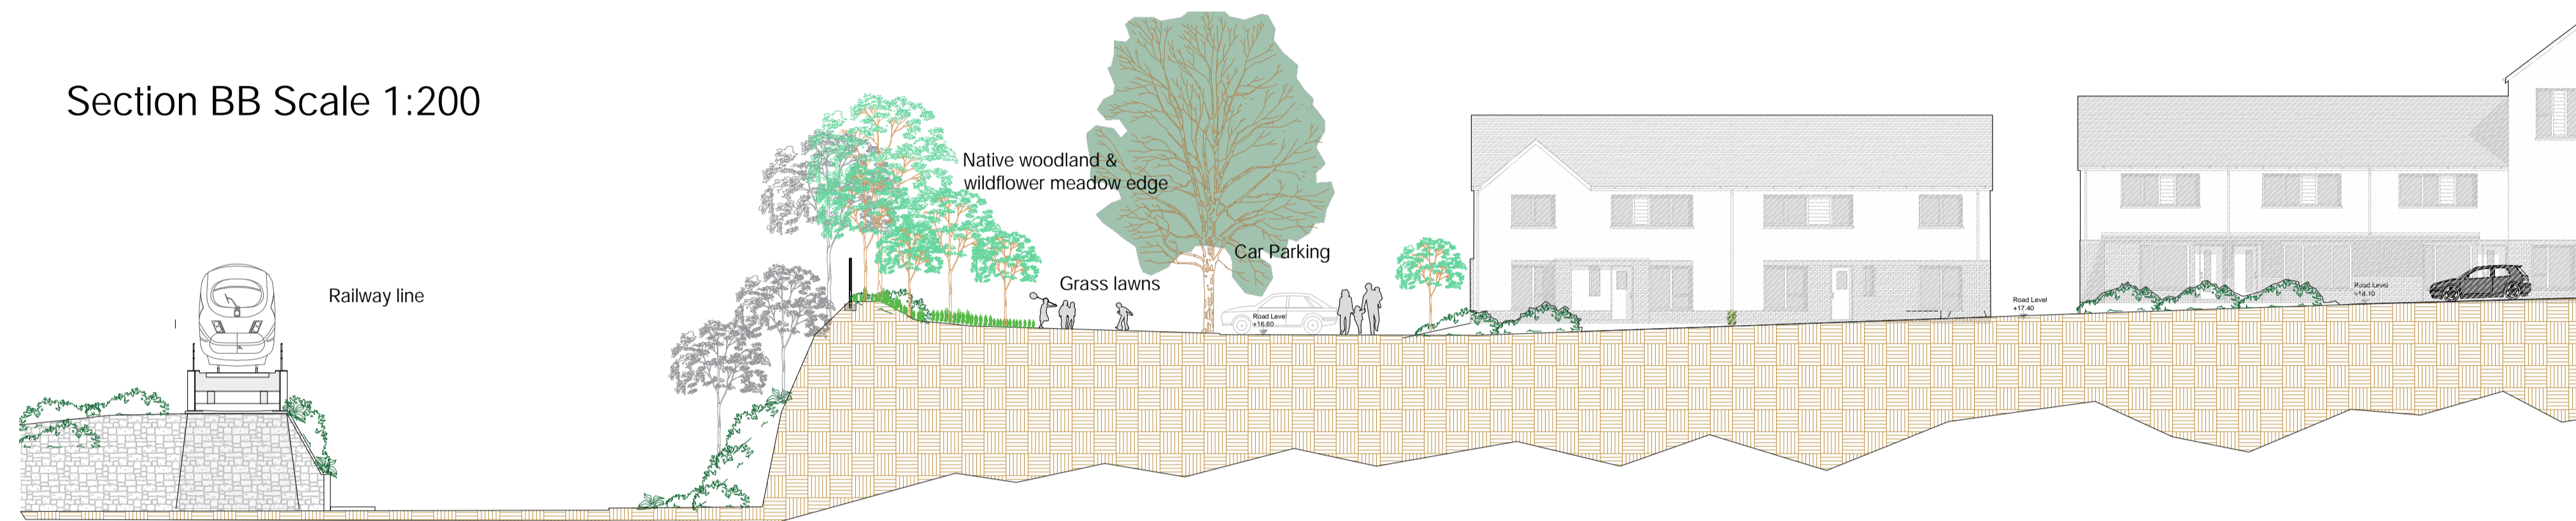 Section BB Scale 1:200
Native woodland &
wildflower meadow edge
Car Parking
Grass lawns
Railway line
Road Level
+16.60
Road Level
+17.40
Road Level
+18.10